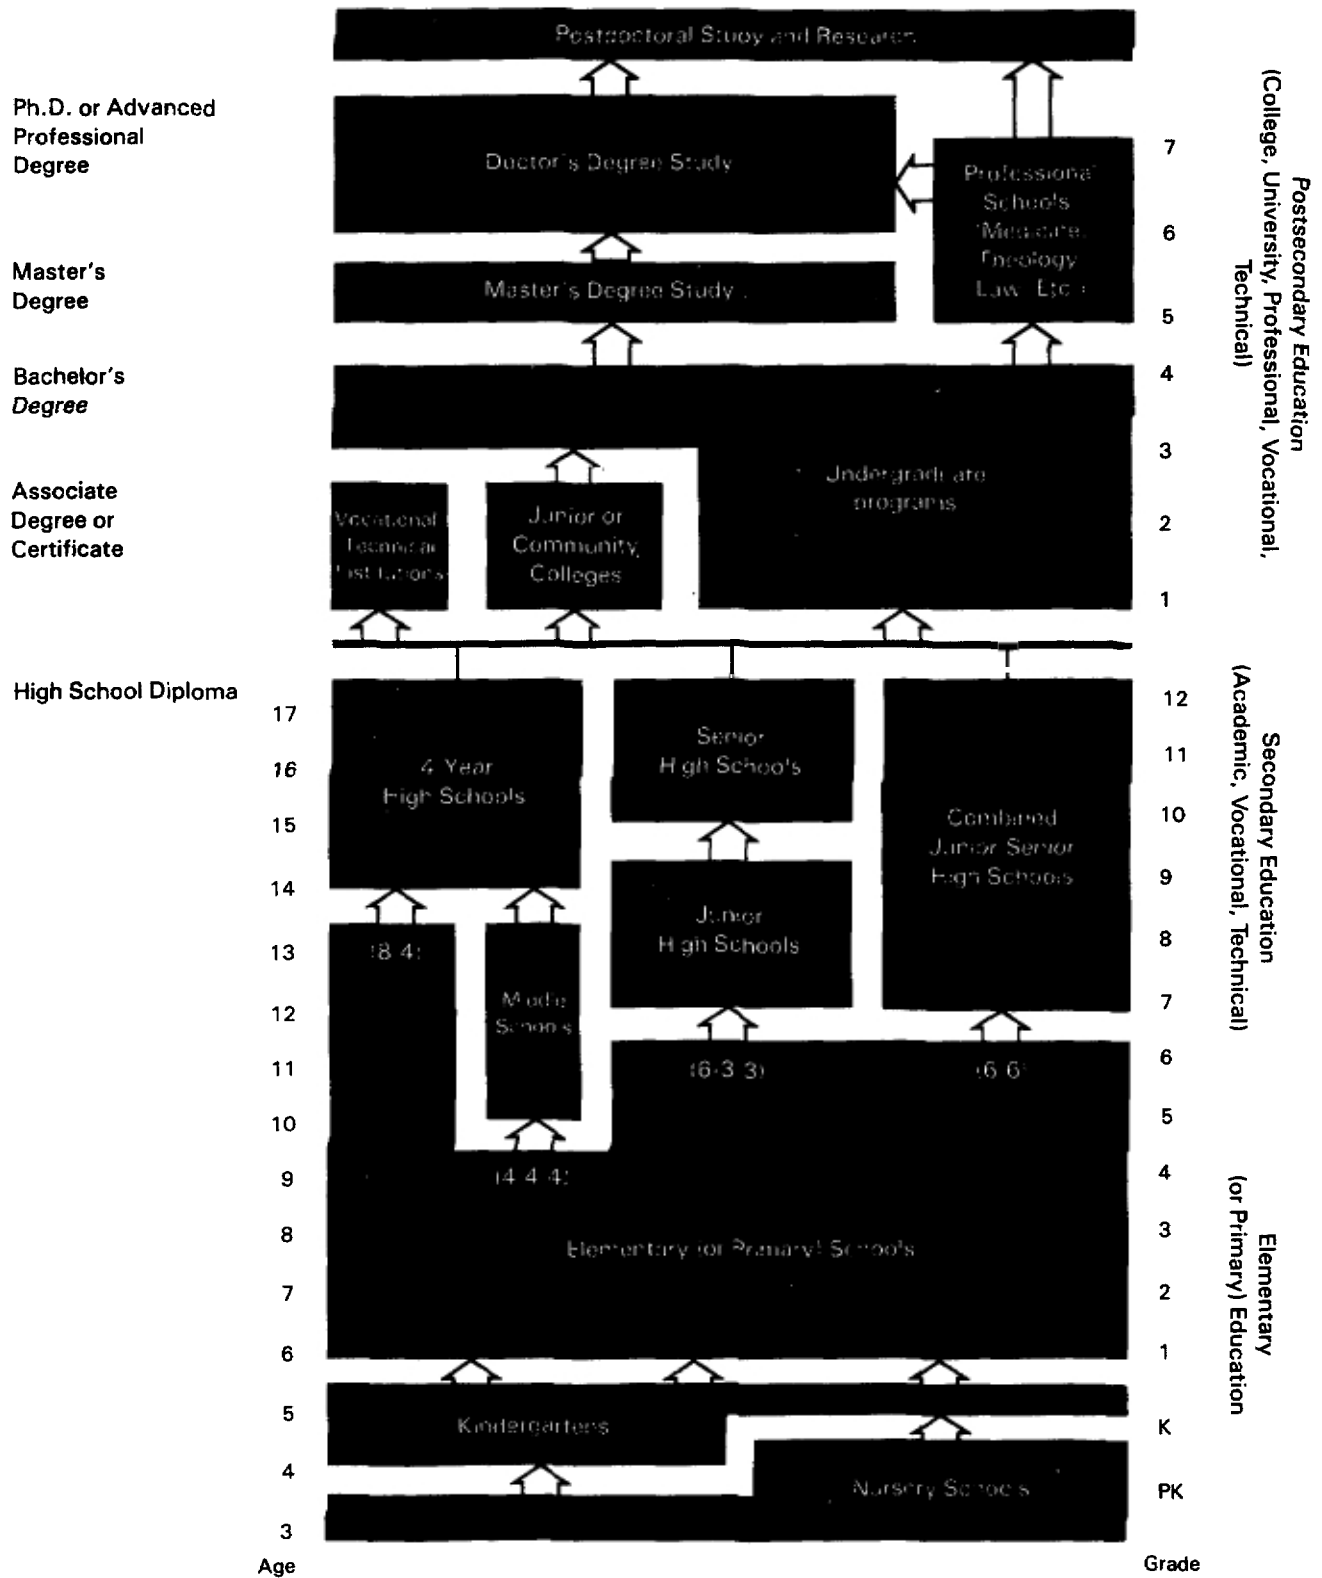 Postdoctoral Study and Research
Ph.D. or Advanced
Professional
Degree
Doctor's Degree Study
Professional
Schools
(Medicine,
Theology
Law, Etc.)
7
6
Master's
Degree
Master's Degree Study
5
Bachelor's
Degree
4
3
Undergraduate
programs
Associate
Degree or
Certificate
Vocational
Technical
Institutions
Junior or
Community
Colleges
2
1
Postsecondary Education
(College, University, Professional, Vocational,
Technical)
High School Diploma
17
16
15
14
13
12
11
10
9
8
7
6
5
4
3
Age
4 Year
High Schools
Senior
High Schools
Combined
Junior Senior
High Schools
Junior
High Schools
(8 4)
Middle
Schools
(6-3 3)
(6 6)
(4 4 4)
Elementary (or Primary) Schools
Kindergartens
Nursery Schools
12
11
10
9
8
7
6
5
4
3
2
1
K
PK
Grade
Secondary Education
(Academic, Vocational, Technical)
Elementary
(or Primary) Education